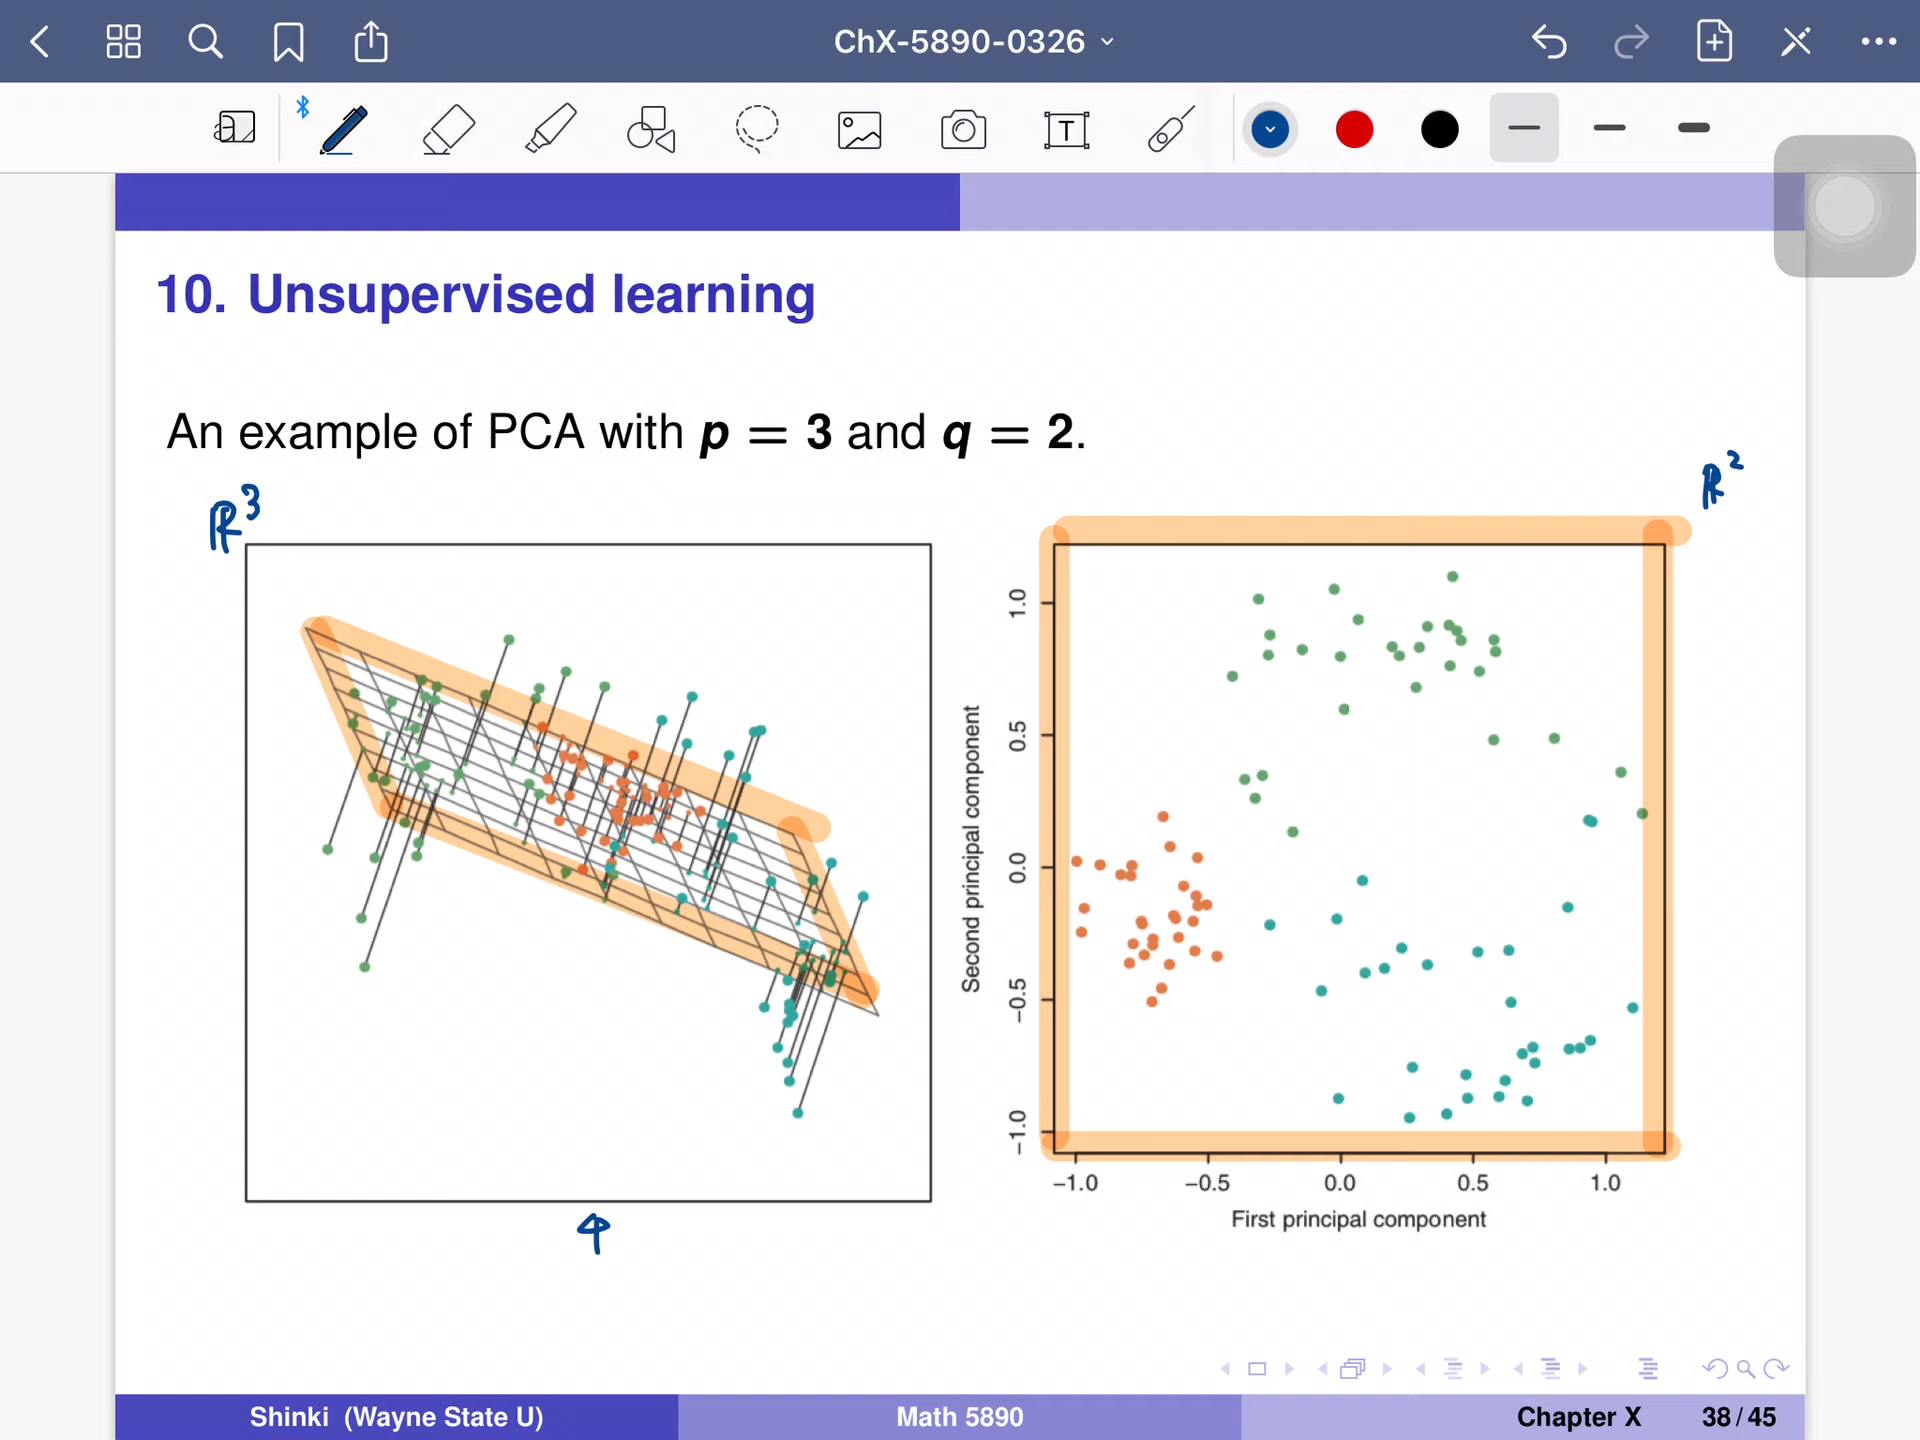 ChX-5890-0326
10. Unsupervised learning
An example of PCA with p = 3 and q = 2.
ℝ³
ℝ²
Second principal component
1.0
0.5
0.0
−0.5
−1.0
−1.0 −0.5 0.0 0.5 1.0
First principal component
Shinki (Wayne State U) Math 5890 Chapter X 38/45